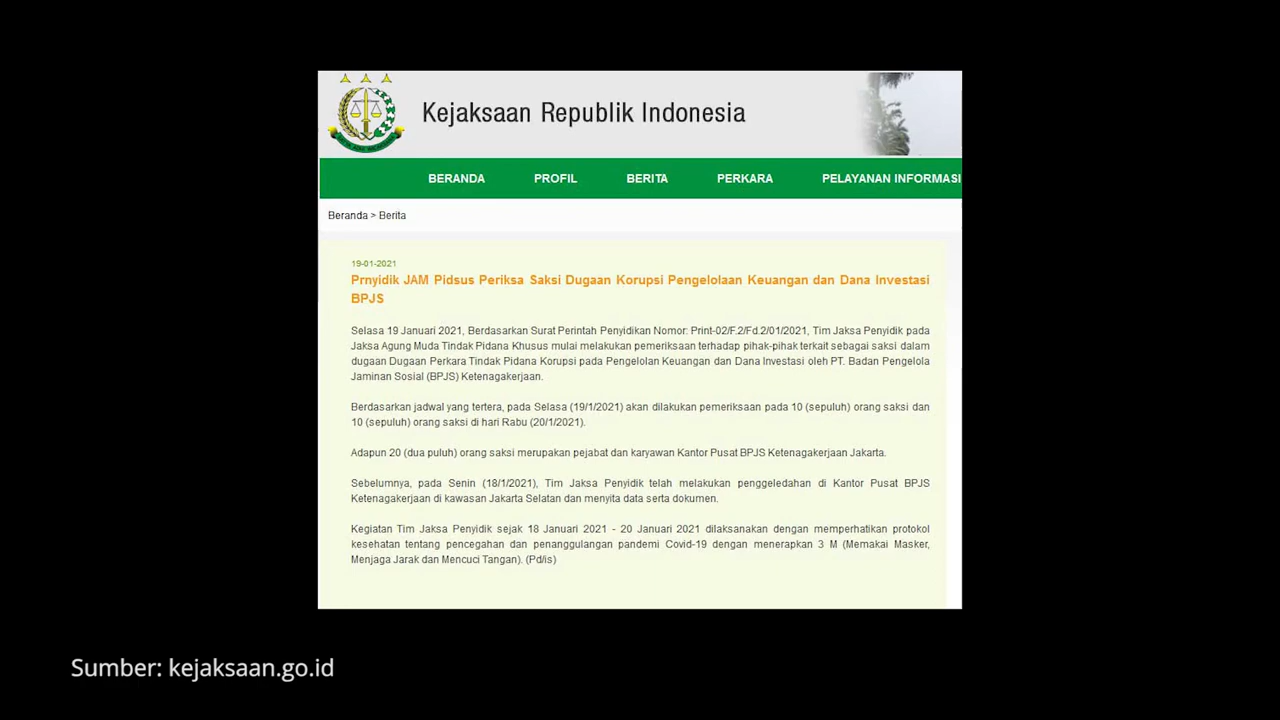 Kejaksaan Republik Indonesia
BERANDA PROFIL BERITA PERKARA PELAYANAN INFORMASI
Beranda > Berita
19-01-2021
Prnyidik JAM Pidsus Periksa Saksi Dugaan Korupsi Pengelolaan Keuangan dan Dana Investasi
BPJS
Selasa 19 Januari 2021, Berdasarkan Surat Perintah Penyidikan Nomor: Print-02/F.2/Fd.2/01/2021, Tim Jaksa Penyidik pada
Jaksa Agung Muda Tindak Pidana Khusus mulai melakukan pemeriksaan terhadap pihak-pihak terkait sebagai saksi dalam
dugaan Dugaan Perkara Tindak Pidana Korupsi pada Pengelolan Keuangan dan Dana Investasi oleh PT. Badan Pengelola
Jaminan Sosial (BPJS) Ketenagakerjaan.
Berdasarkan jadwal yang tertera, pada Selasa (19/1/2021) akan dilakukan pemeriksaan pada 10 (sepuluh) orang saksi dan
10 (sepuluh) orang saksi di hari Rabu (20/1/2021).
Adapun 20 (dua puluh) orang saksi merupakan pejabat dan karyawan Kantor Pusat BPJS Ketenagakerjaan Jakarta.
Sebelumnya, pada Senin (18/1/2021), Tim Jaksa Penyidik telah melakukan penggeledahan di Kantor Pusat BPJS
Ketenagakerjaan di kawasan Jakarta Selatan dan menyita data serta dokumen.
Kegiatan Tim Jaksa Penyidik sejak 18 Januari 2021 - 20 Januari 2021 dilaksanakan dengan memperhatikan protokol
kesehatan tentang pencegahan dan penanggulangan pandemi Covid-19 dengan menerapkan 3 M (Memakai Masker,
Menjaga Jarak dan Mencuci Tangan). (Pd/is)
Sumber: kejaksaan.go.id